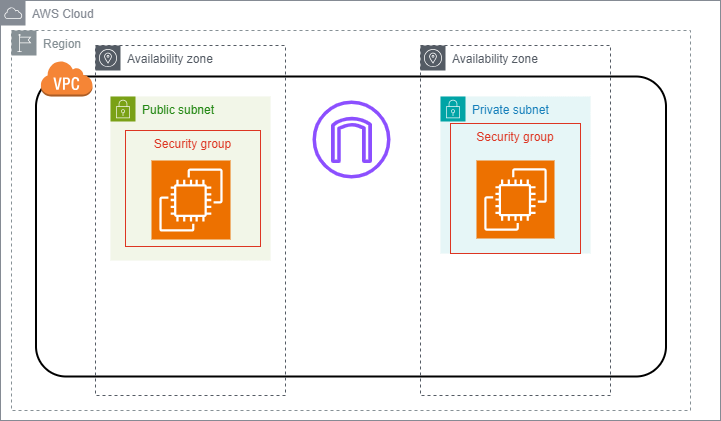 AWS Cloud
Region
Availability zone
Availability zone
VPC
Public subnet
Private subnet
Security group
Security group